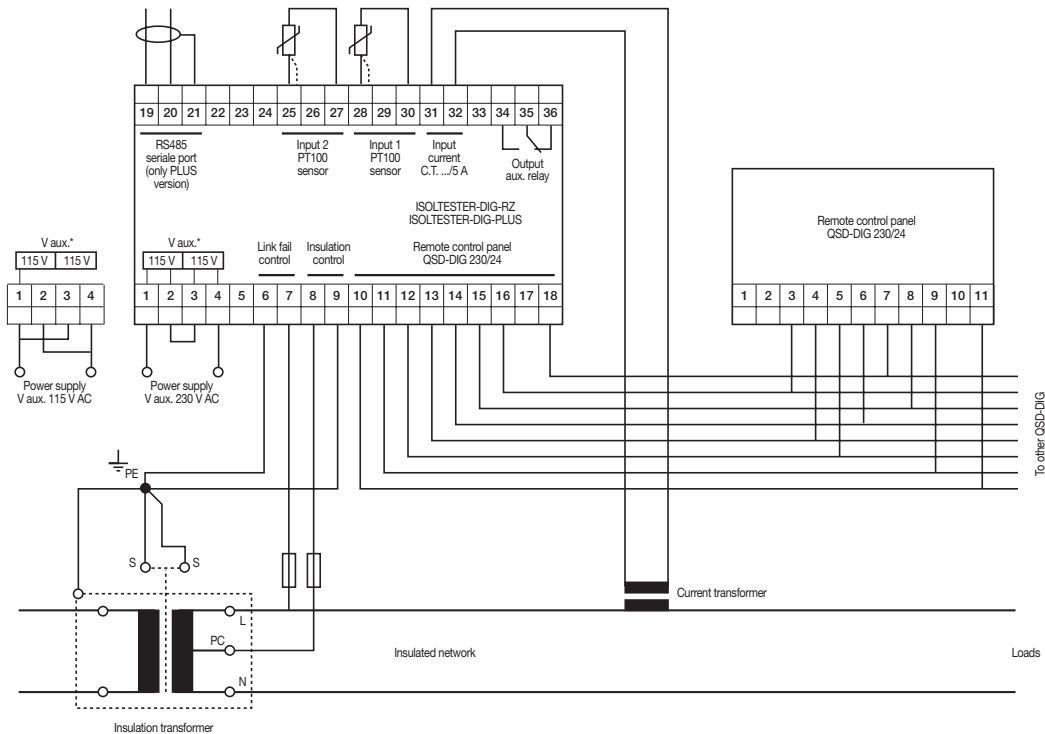 19 20 21 22 23 24 25 26 27 28 29 30 31 32 33 34 35 36
RS485
seriale port
(only PLUS
version)
Input 2
PT100
sensor
Input 1
PT100
sensor
Input
current
C.T. .../5 A
Output
aux. relay
ISOLTESTER-DIG-RZ
ISOLTESTER-DIG-PLUS
Link fail
control
Insulation
control
Remote control panel
QSD-DIG 230/24
V aux.*
115 V 115 V
1 2 3 4
Power supply
V aux. 115 V AC
V aux.*
115 V 115 V
1 2 3 4 5 6 7 8 9 10 11 12 13 14 15 16 17 18
Power supply
V aux. 230 V AC
Remote control panel
QSD-DIG 230/24
1 2 3 4 5 6 7 8 9 10 11
To other QSD-DIG
PE
S S
L
PC
N
Current transformer
Insulated network
Loads
Insulation transformer